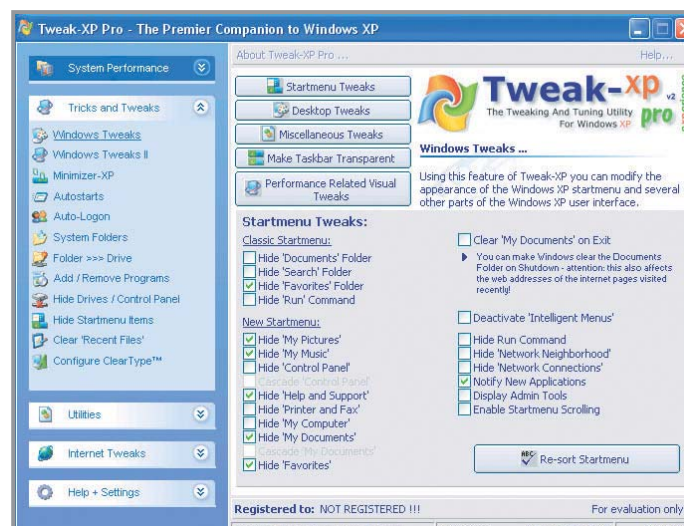 Tweak-XP Pro - The Premier Companion to Windows XP
System Performance
Tricks and Tweaks
Windows Tweaks
Windows Tweaks II
Minimizer-XP
Autostarts
Auto-Logon
System Folders
Folder >>> Drive
Add / Remove Programs
Hide Drives / Control Panel
Hide Startmenu Items
Clear 'Recent Files'
Configure ClearType™
Utilities
Internet Tweaks
Help + Settings
About Tweak-XP Pro ...
Help...
Startmenu Tweaks
Desktop Tweaks
Miscellaneous Tweaks
Make Taskbar Transparent
Performance Related Visual
Tweaks
Tweak-XP v2
The Tweaking And Tuning Utility
For Windows XP
pro
Windows Tweaks ...
Using this feature of Tweak-XP you can modify the
appearance of the Windows XP startmenu and several
other parts of the Windows XP user interface.
Startmenu Tweaks:
Classic Startmenu:
Hide 'Documents' Folder
Hide 'Search' Folder
Hide 'Favorites' Folder
Hide 'Run' Command
New Startmenu:
Hide 'My Pictures'
Hide 'My Music'
Hide 'Control Panel'
Cascade 'Control Panel'
Hide 'Help and Support'
Hide 'Printer and Fax'
Hide 'My Computer'
Hide 'My Documents'
Cascade 'My Documents'
Hide 'Favorites'
Clear 'My Documents' on Exit
You can make Windows clear the Documents
Folder on Shutdown - attention: this also affects
the web addresses of the internet pages visited
recently!
Deactivate 'Intelligent Menus'
Hide Run Command
Hide 'Network Neighborhood'
Hide 'Network Connections'
Notify New Applications
Display Admin Tools
Enable Startmenu Scrolling
ABC
Re-sort Startmenu
Registered to: NOT REGISTERED !!!
For evaluation only